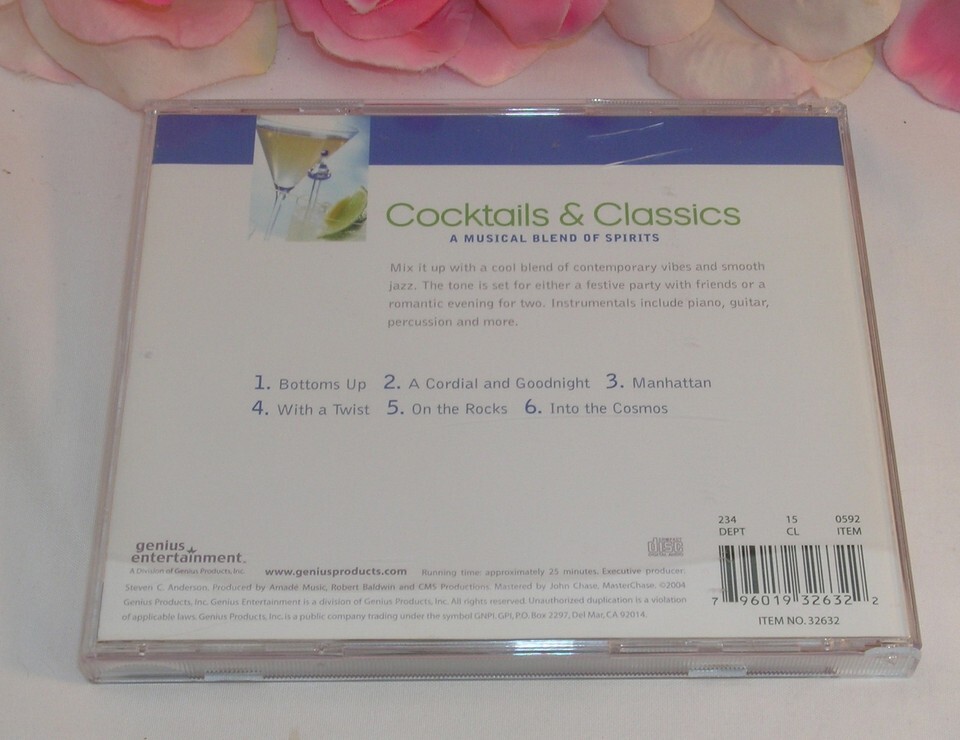 Cocktails & Classics
A MUSICAL BLEND OF SPIRITS
Mix it up with a cool blend of contemporary vibes and smooth
jazz. The tone is set for either a festive party with friends or a
romantic evening for two. Instrumentals include piano, guitar,
percussion and more.
1. Bottoms Up 2. A Cordial and Goodnight 3. Manhattan
4. With a Twist 5. On the Rocks 6. Into the Cosmos
234 15 0592
DEPT CL ITEM
genius
entertainment.
A Division of Genius Products, Inc.
www.geniusproducts.com Running time: approximately 25 minutes. Executive producer:
COMPACT
disc
Steven C. Anderson. Produced by Amade Music, Robert Baldwin and CMS Productions. Mastered by John Chase, MasterChase. ©2004
Genius Products, Inc. Genius Entertainment is a division of Genius Products, Inc. All rights reserved. Unauthorized duplication is a violation
of applicable laws. Genius Products, Inc. is a public company trading under the symbol GNPI. GPI, P.O. Box 2297, Del Mar, CA 92014.
7 96019 32632 2
ITEM NO. 32632